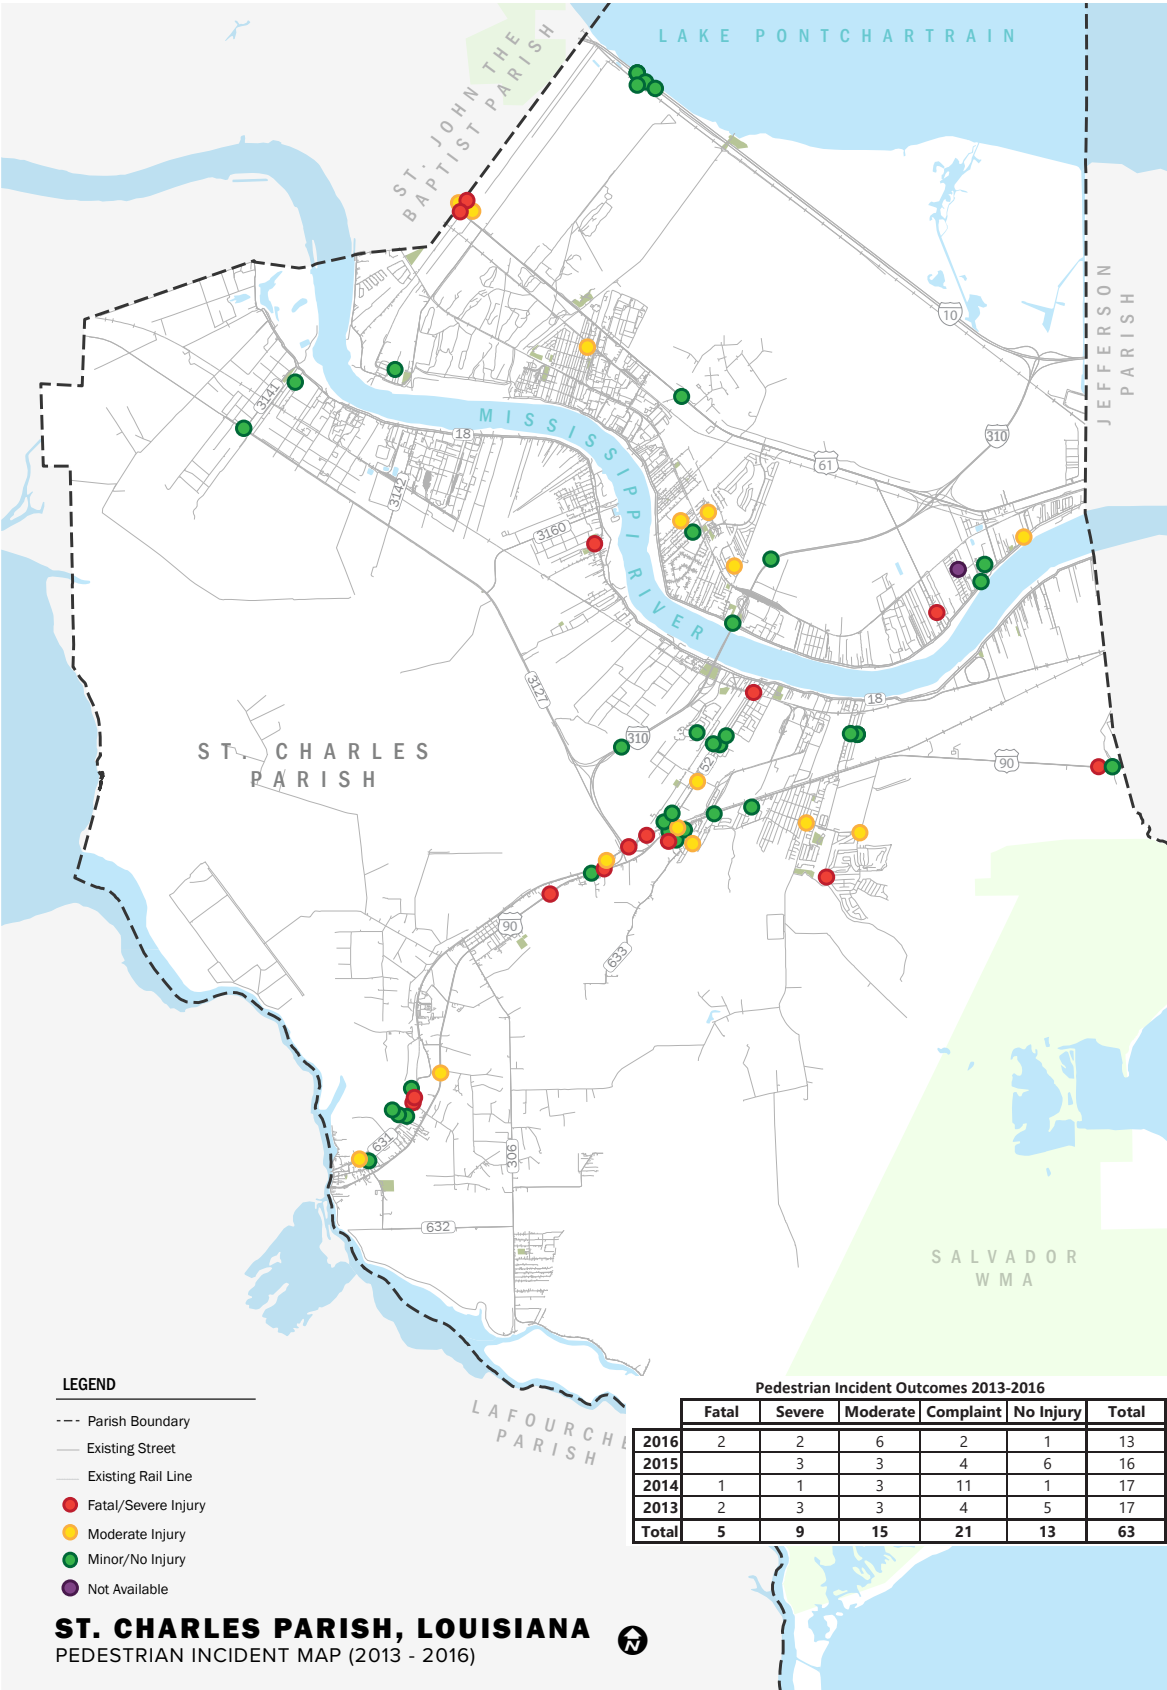 LAKE PONTCHARTRAIN
ST. JOHN THE
BAPTIST PARISH
JEFFERSON
PARISH
10
3141
MISSISSIPPI RIVER
18
310
61
3142
3160
3127
18
310
52
90
ST. CHARLES
PARISH
90
633
631
306
632
SALVADOR
WMA
LAFOURCHE
PARISH
LEGEND
Parish Boundary
Existing Street
Existing Rail Line
Fatal/Severe Injury
Moderate Injury
Minor/No Injury
Not Available
Pedestrian Incident Outcomes 2013-2016
Fatal Severe Moderate Complaint No Injury Total
2016 2 2 6 2 1 13
2015 3 3 4 6 16
2014 1 1 3 11 1 17
2013 2 3 3 4 5 17
Total 5 9 15 21 13 63
ST. CHARLES PARISH, LOUISIANA
PEDESTRIAN INCIDENT MAP (2013 - 2016)
N